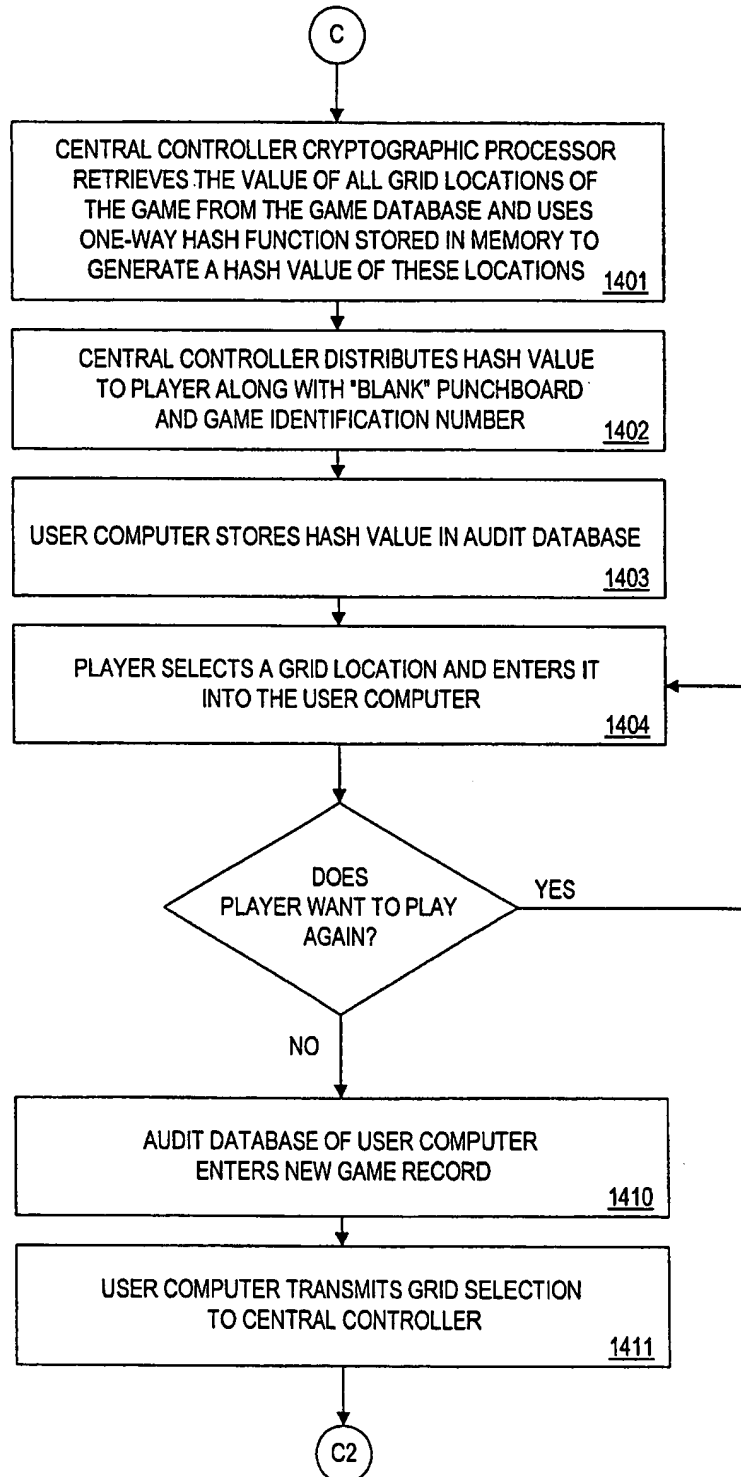 C
CENTRAL CONTROLLER CRYPTOGRAPHIC PROCESSOR
RETRIEVES THE VALUE OF ALL GRID LOCATIONS OF
THE GAME FROM THE GAME DATABASE AND USES
ONE-WAY HASH FUNCTION STORED IN MEMORY TO
GENERATE A HASH VALUE OF THESE LOCATIONS
1401
CENTRAL CONTROLLER DISTRIBUTES HASH VALUE
TO PLAYER ALONG WITH "BLANK" PUNCHBOARD
AND GAME IDENTIFICATION NUMBER
1402
USER COMPUTER STORES HASH VALUE IN AUDIT DATABASE
1403
PLAYER SELECTS A GRID LOCATION AND ENTERS IT
INTO THE USER COMPUTER
1404
DOES
PLAYER WANT TO PLAY
AGAIN?
YES
NO
AUDIT DATABASE OF USER COMPUTER
ENTERS NEW GAME RECORD
1410
USER COMPUTER TRANSMITS GRID SELECTION
TO CENTRAL CONTROLLER
1411
C2